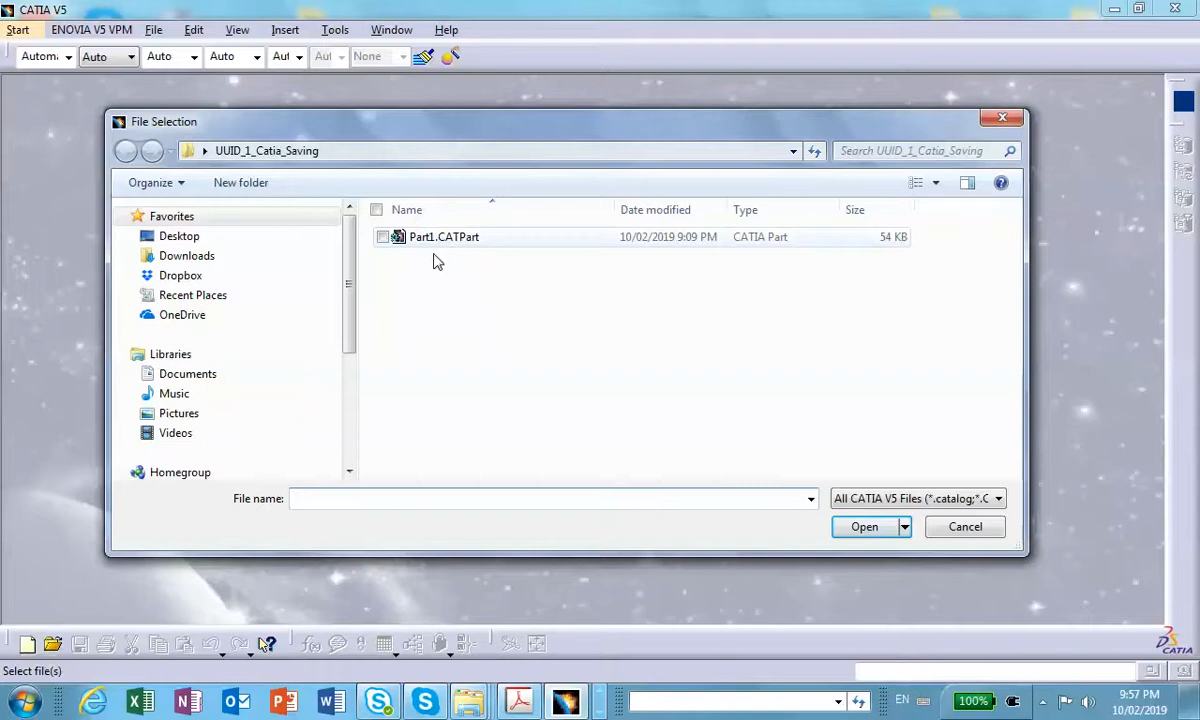 CATIA V5
Start ENOVIA V5 VPM File Edit View Insert Tools Window Help
Autom Auto Auto Auto Aut Aut None
File Selection
UUID_1_Catia_Saving Search UUID_1_Catia_Saving
Organize New folder
Name Date modified Type Size
Favorites
Part1.CATPart 10/02/2019 9:09 PM CATIA Part 54 KB
Desktop
Downloads
Dropbox
Recent Places
OneDrive
Libraries
Documents
Music
Pictures
Videos
Homegroup
File name: All CATIA V5 Files (*.catalog;*.C
Open Cancel
CATIA
Select file(s)
EN 100% 9:57 PM
10/02/2019